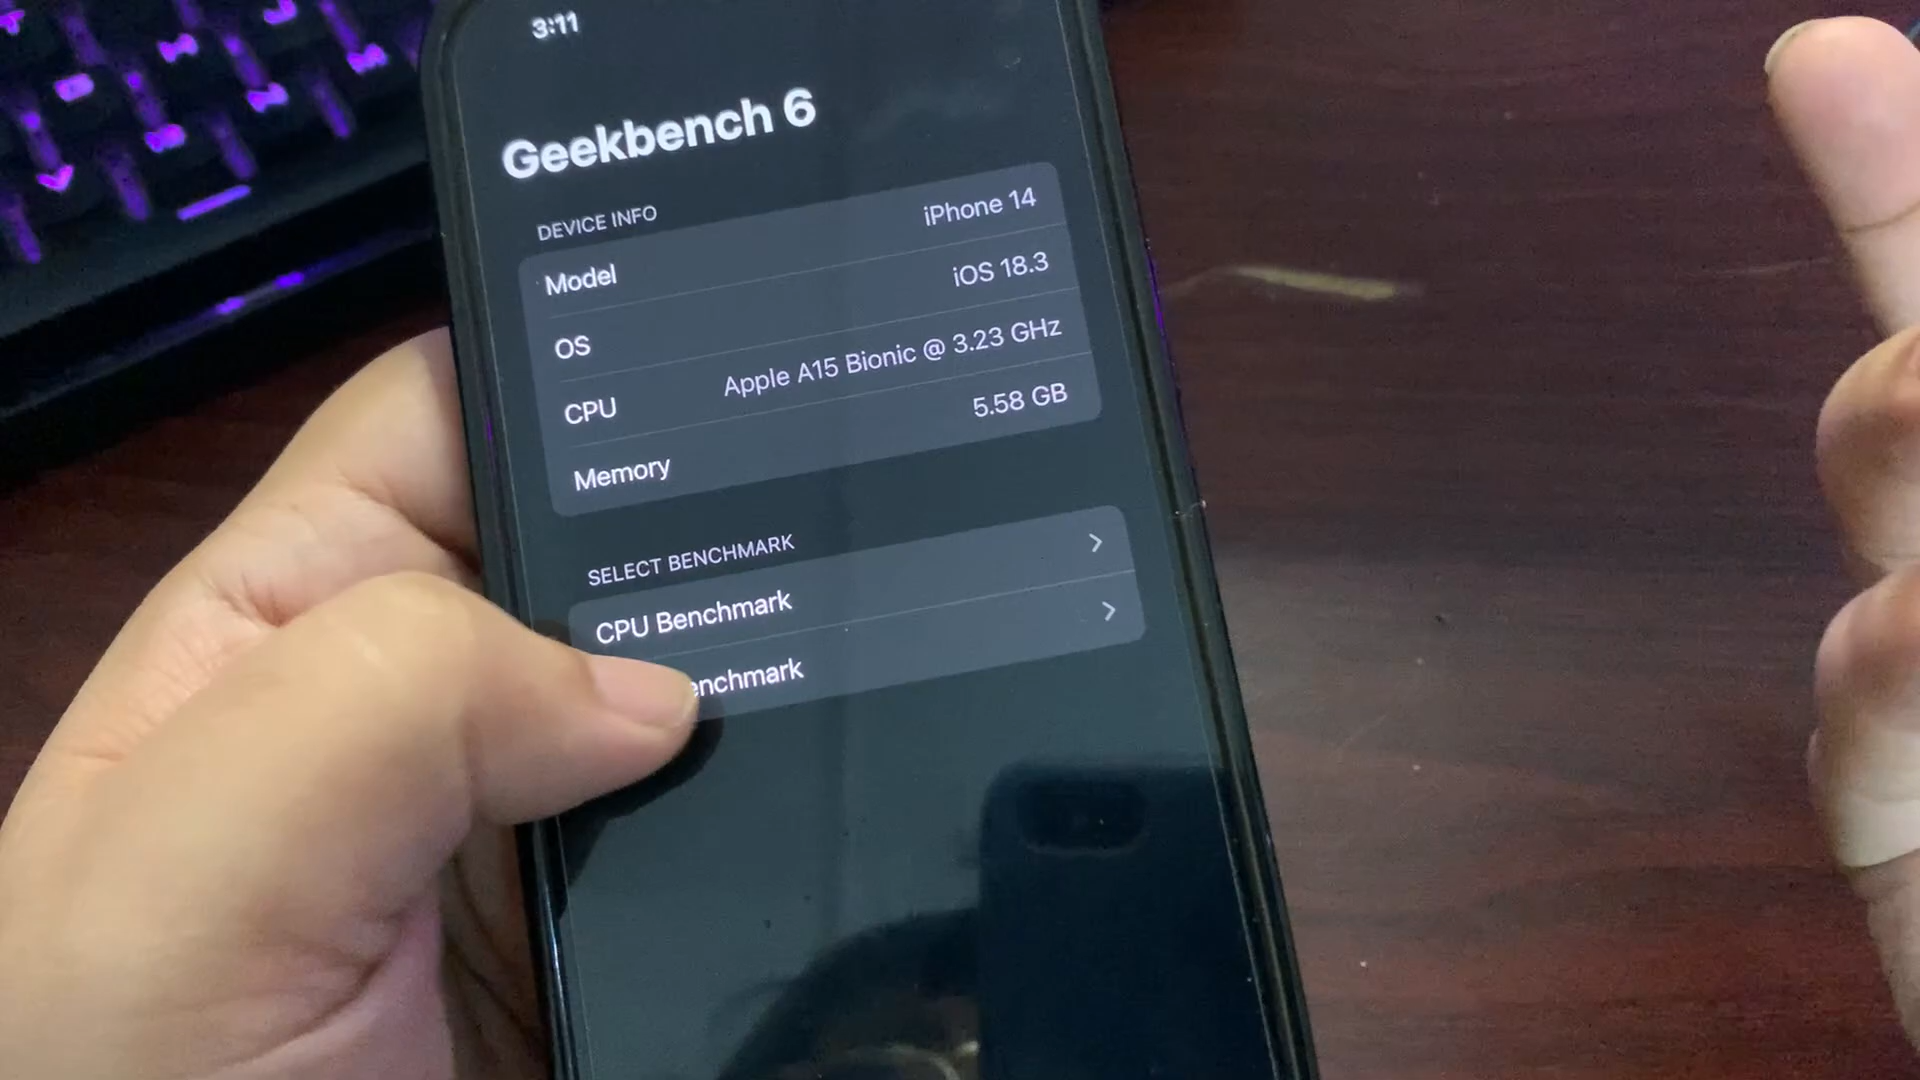 3:11
Geekbench 6
DEVICE INFO
Model iPhone 14
OS iOS 18.3
CPU Apple A15 Bionic @ 3.23 GHz
Memory 5.58 GB
SELECT BENCHMARK
CPU Benchmark
enchmark